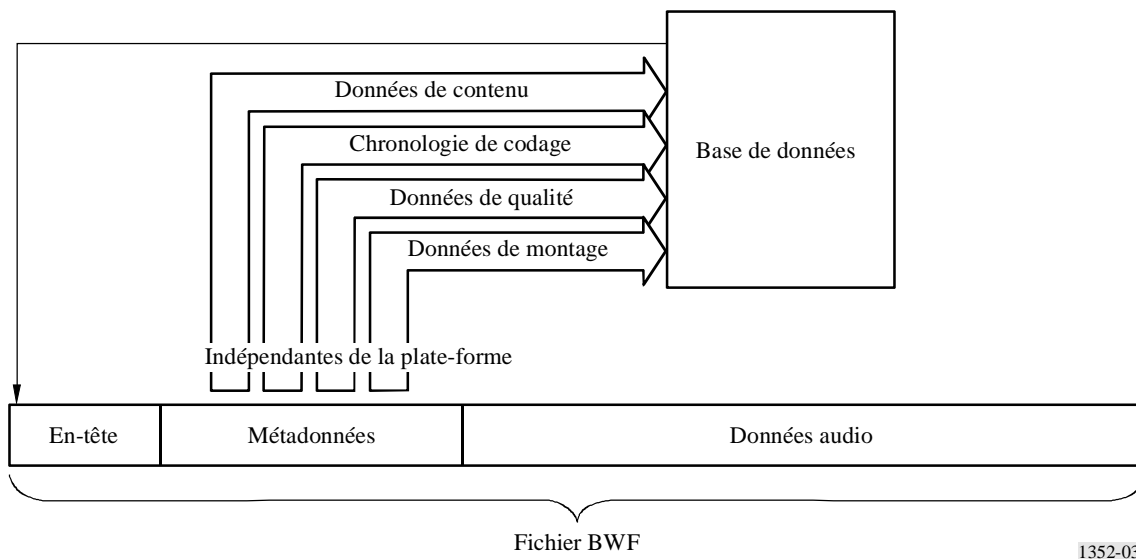 Données de contenu
Chronologie de codage
Base de données
Données de qualité
Données de montage
Indépendantes de la plate-forme
En-tête
Métadonnées
Données audio
Fichier BWF
1352-03